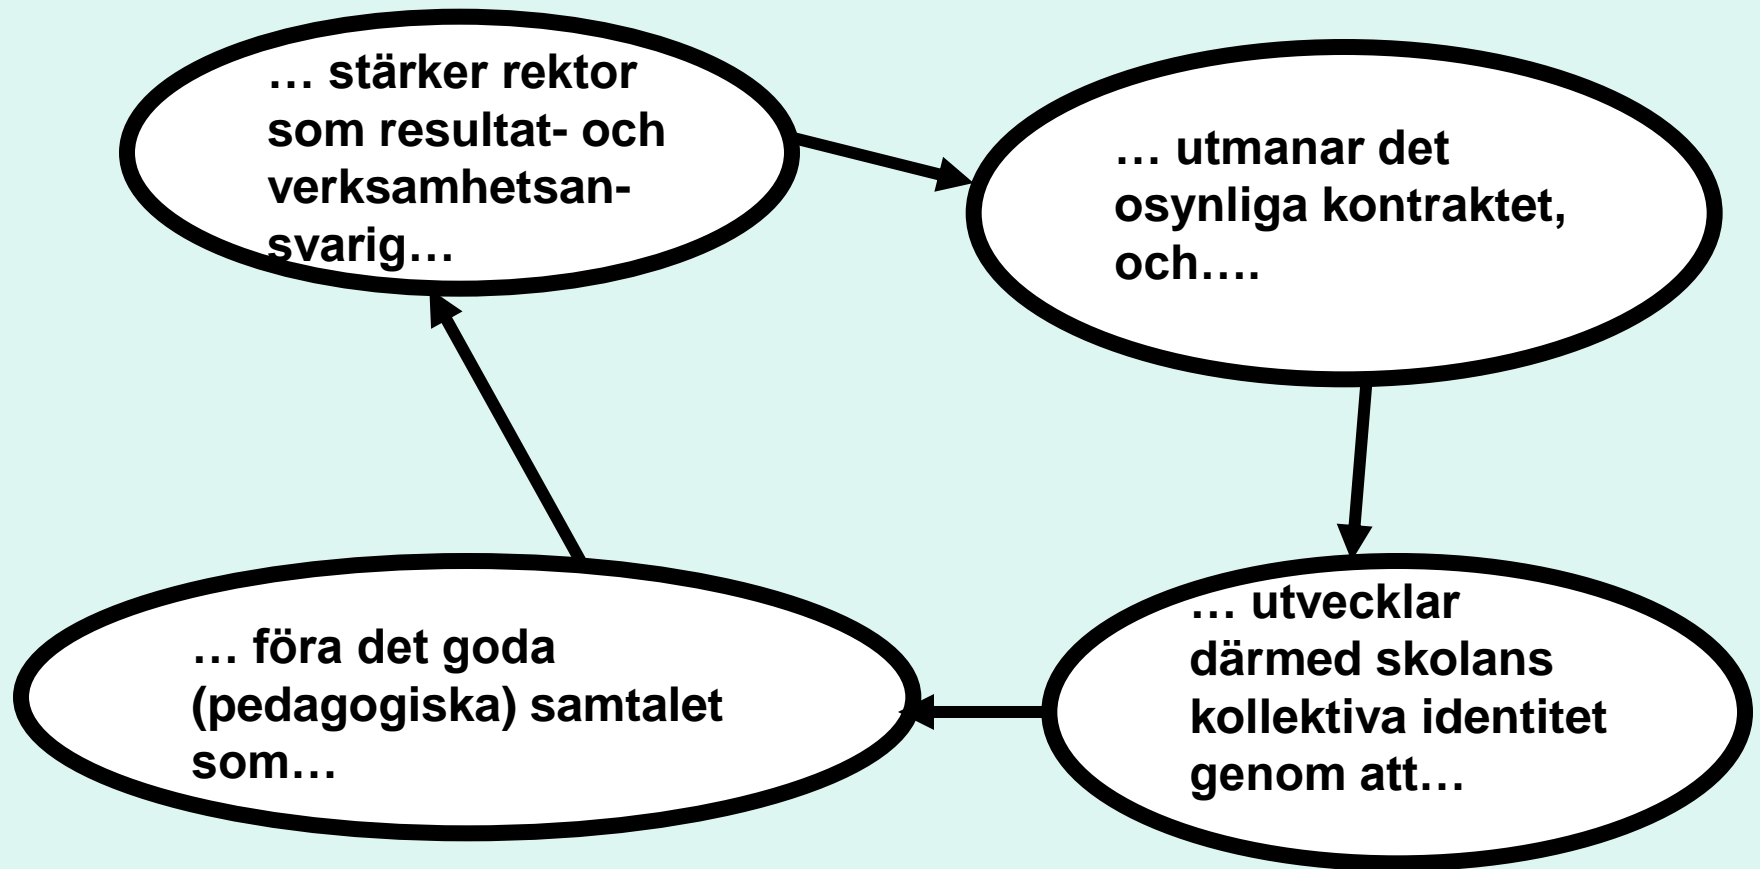 … stärker rektor
som resultat- och
verksamhetsan-
svarig…
… utmanar det
osynliga kontraktet,
och….
… utvecklar
därmed skolans
kollektiva identitet
genom att…
… föra det goda
(pedagogiska) samtalet
som…